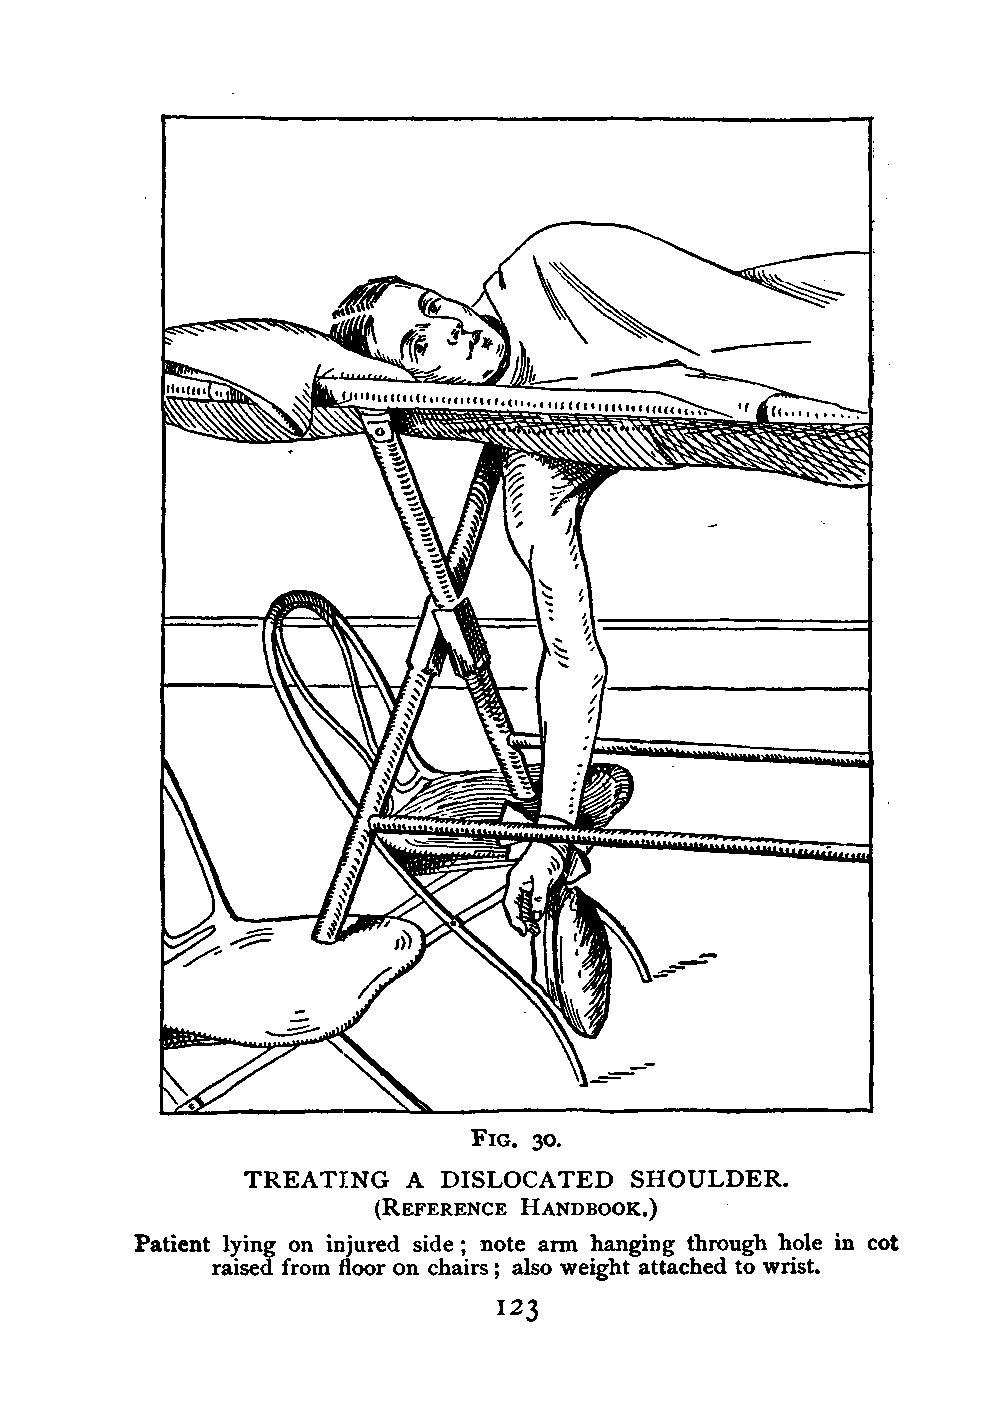 FIG. 30.
TREATING A DISLOCATED SHOULDER.
(REFERENCE HANDBOOK.)
Patient lying on injured side; note arm hanging through hole in cot
raised from floor on chairs; also weight attached to wrist.
123